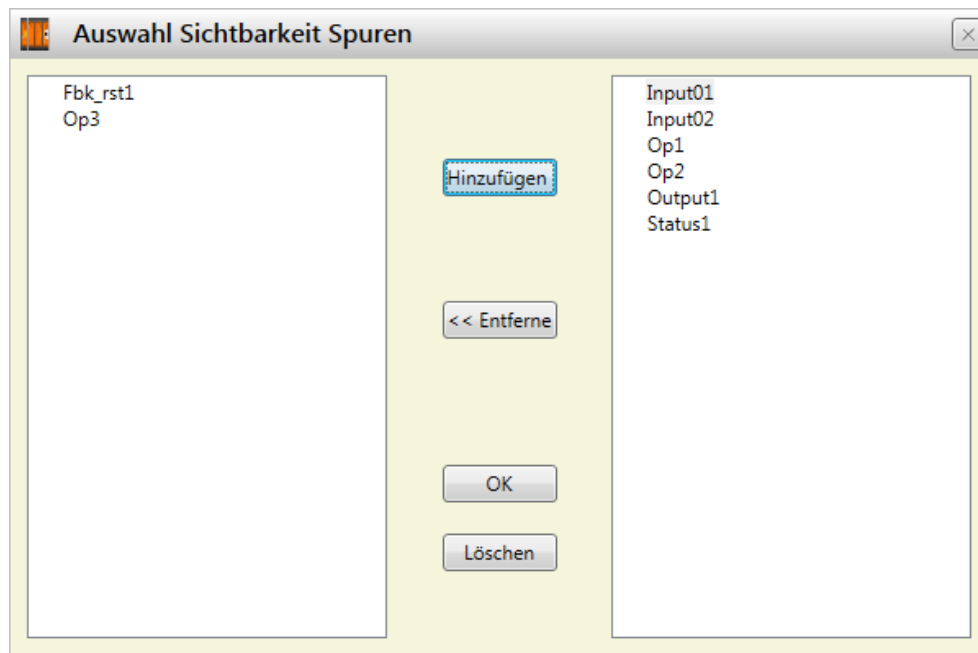 Auswahl Sichtbarkeit Spuren
Fbk_rst1
Op3
Hinzufügen
<< Entferne
OK
Löschen
Input01
Input02
Op1
Op2
Output1
Status1